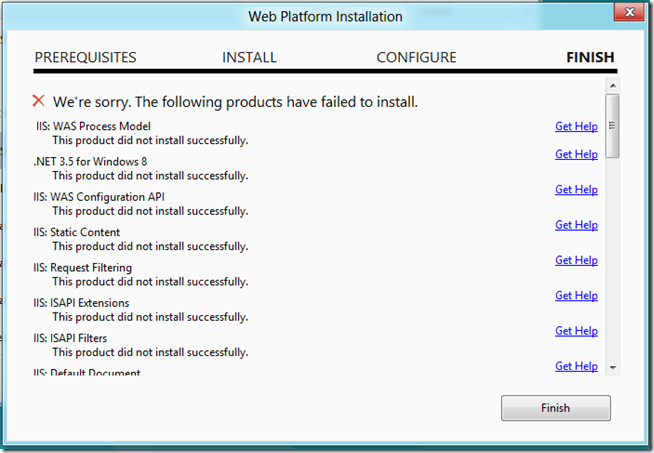 Web Platform Installation
PREREQUISITES INSTALL CONFIGURE FINISH
We're sorry. The following products have failed to install.
IIS: WAS Process Model Get Help
This product did not install successfully.
.NET 3.5 for Windows 8 Get Help
This product did not install successfully.
IIS: WAS Configuration API Get Help
This product did not install successfully.
IIS: Static Content Get Help
This product did not install successfully.
IIS: Request Filtering Get Help
This product did not install successfully.
IIS: ISAPI Extensions Get Help
This product did not install successfully.
IIS: ISAPI Filters Get Help
This product did not install successfully.
IIS: Default Document Get Help
Finish